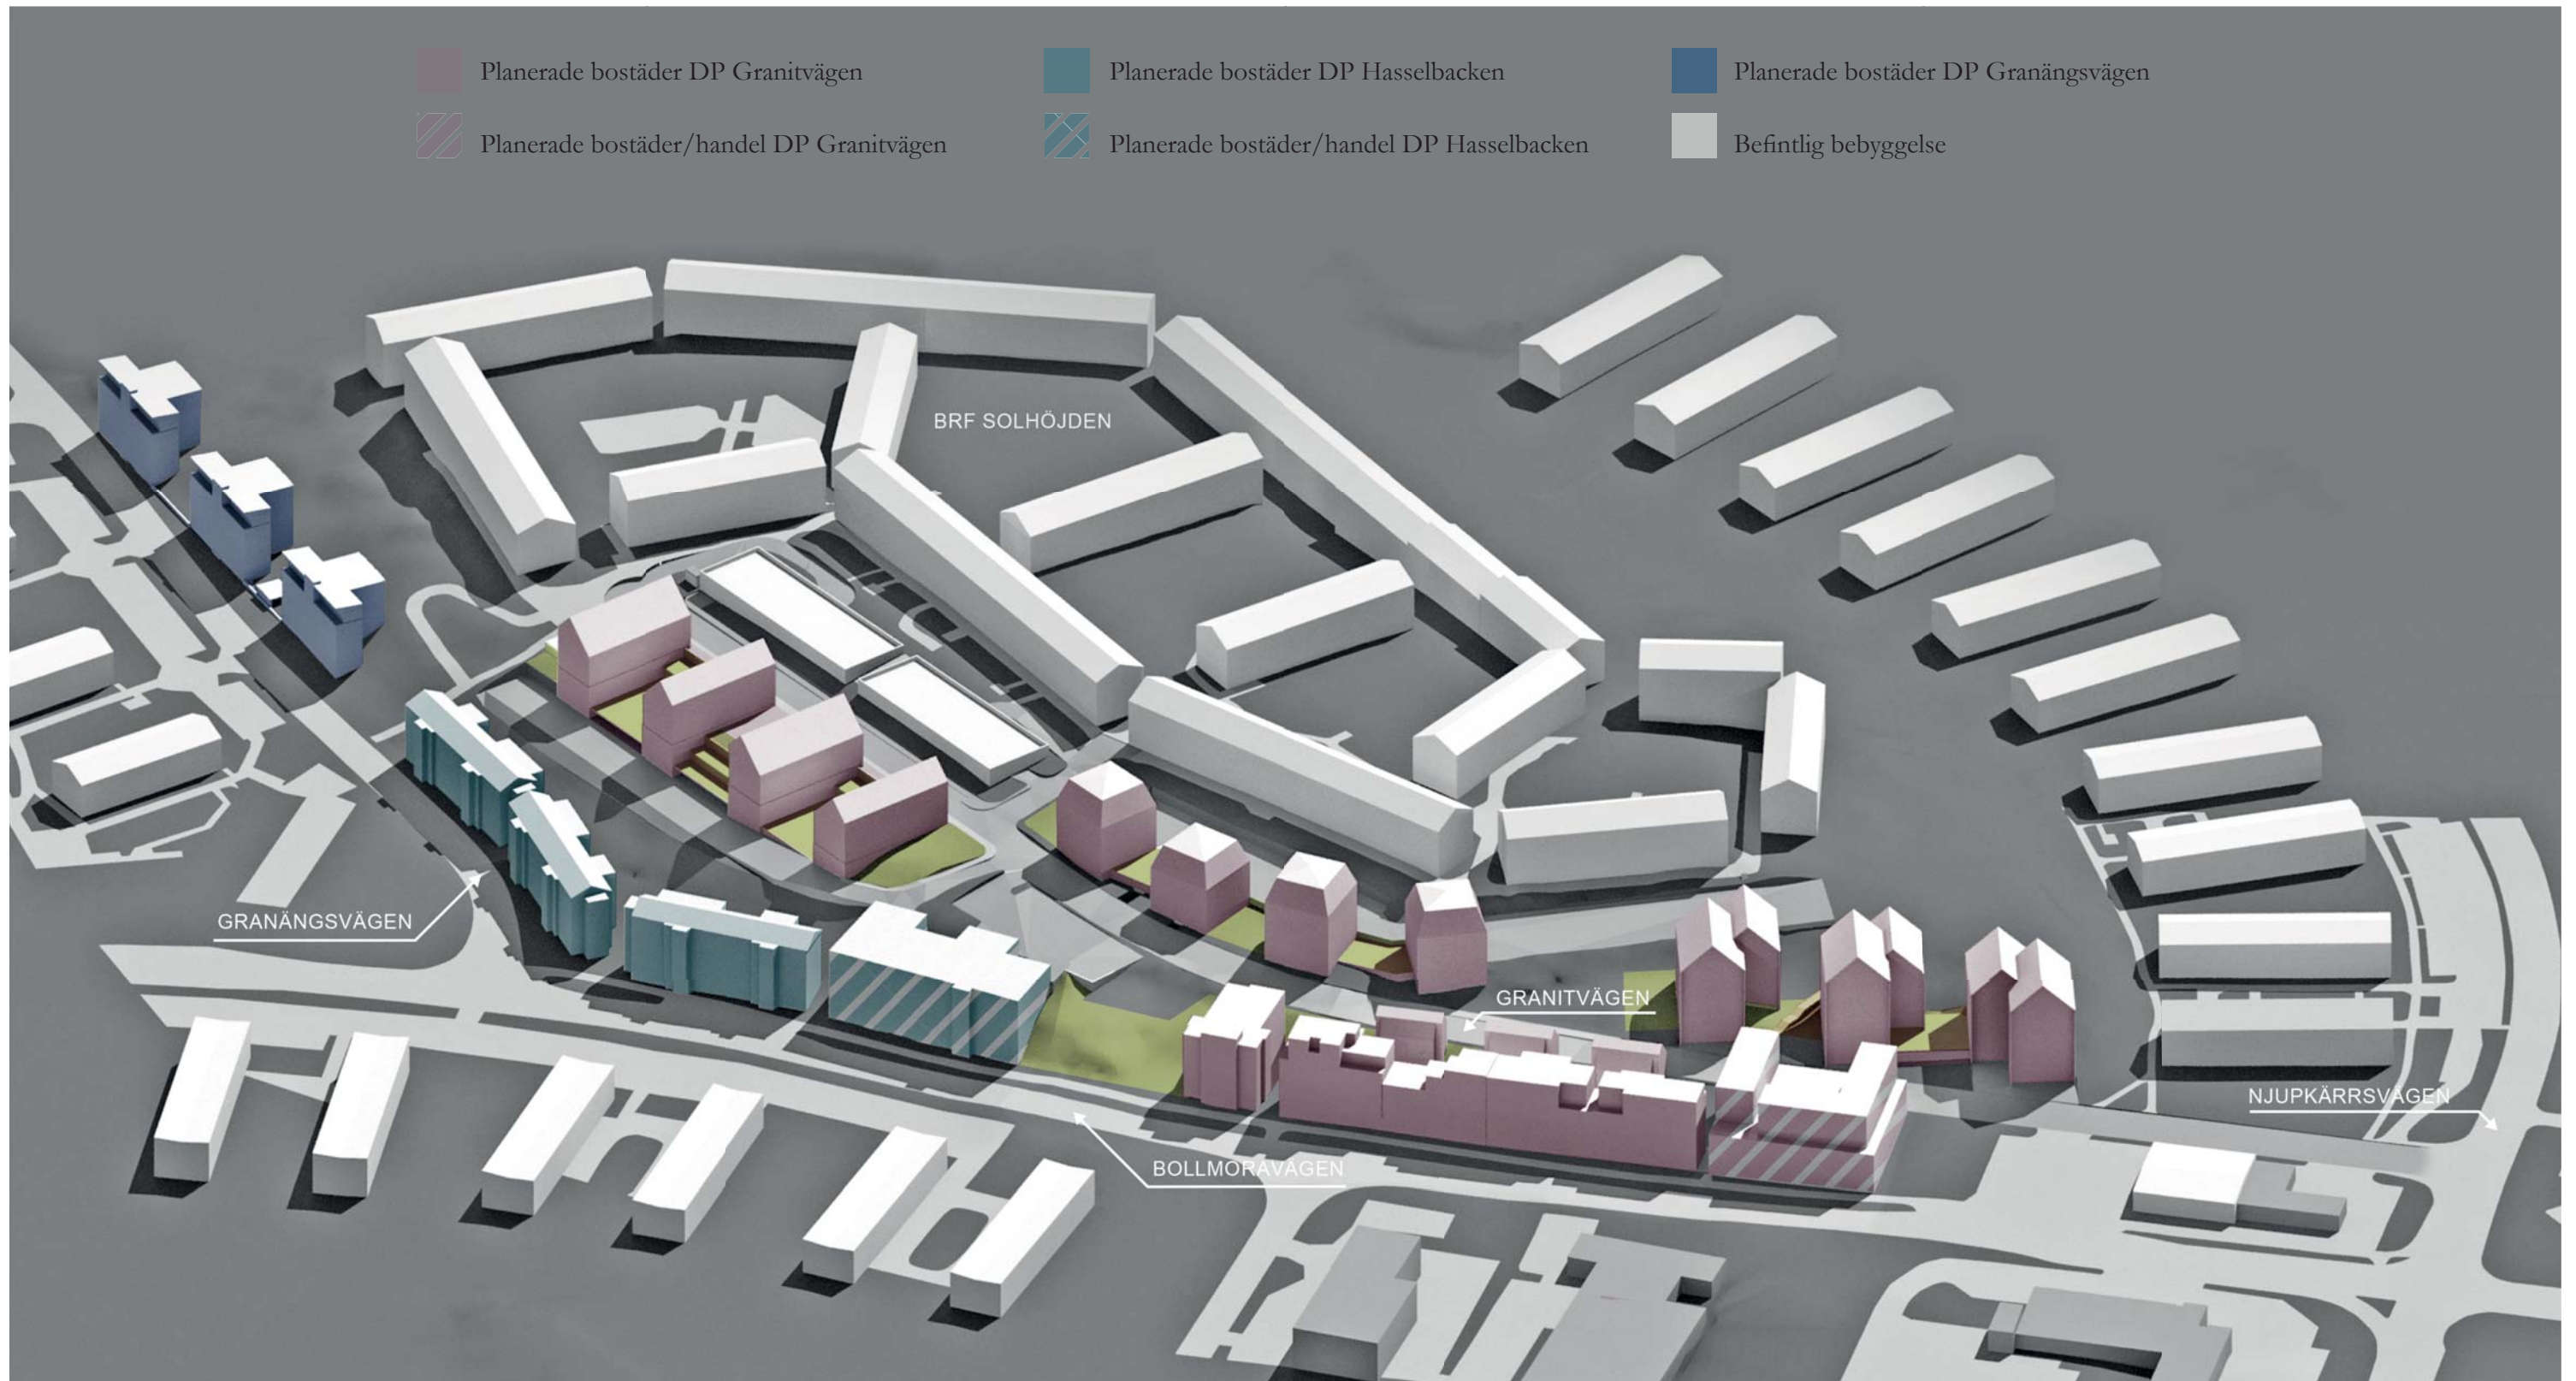 Planerade bostäder DP Granitvägen
Planerade bostäder DP Hasselbacken
Planerade bostäder DP Granängsvägen
Planerade bostäder/handel DP Granitvägen
Planerade bostäder/handel DP Hasselbacken
Befintlig bebyggelse
BRF SOLHÖJDEN
GRANÄNGSVÄGEN
GRANITVÄGEN
NJUPKÄRRSVÄGEN
BOLLMORAVÄGEN